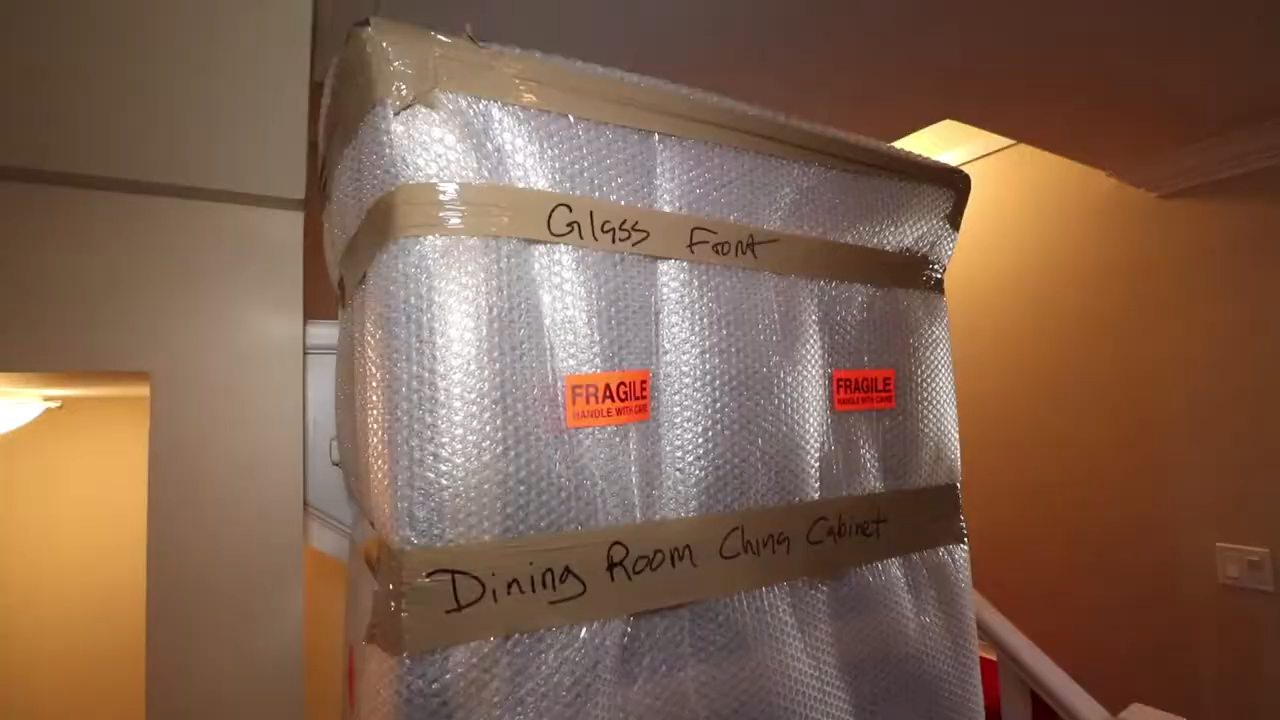 Glass Front
FRAGILE
HANDLE WITH CARE
FRAGILE
HANDLE WITH CARE
Dining Room China Cabinet